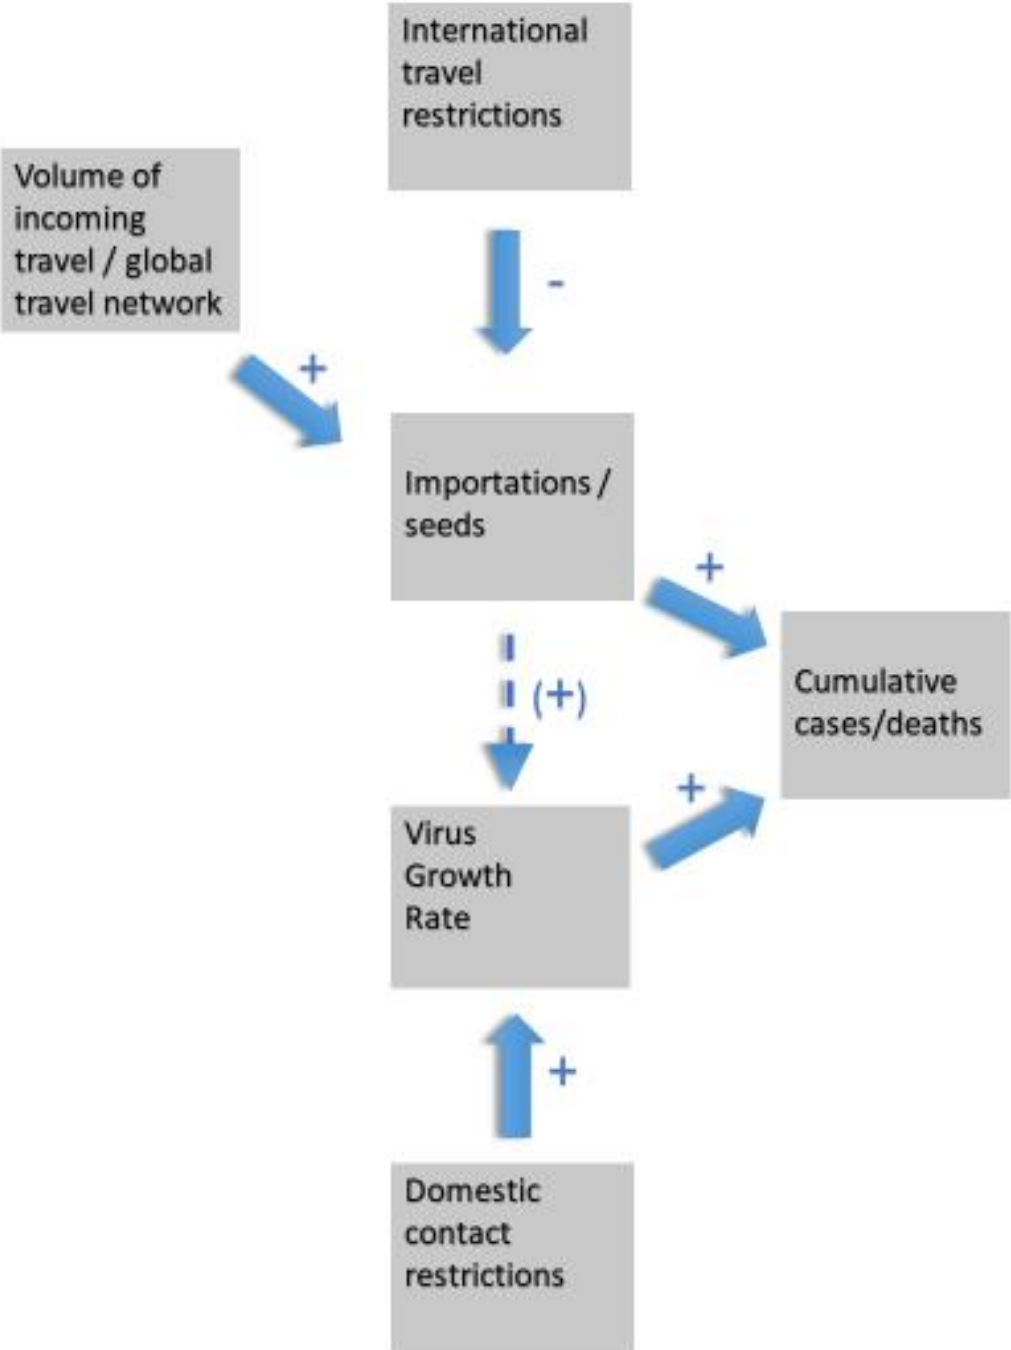 International
travel
restrictions
Volume of
incoming
travel / global
travel network
-
+
Importations /
seeds
+
(+)
Cumulative
cases/deaths
+
Virus
Growth
Rate
+
Domestic
contact
restrictions